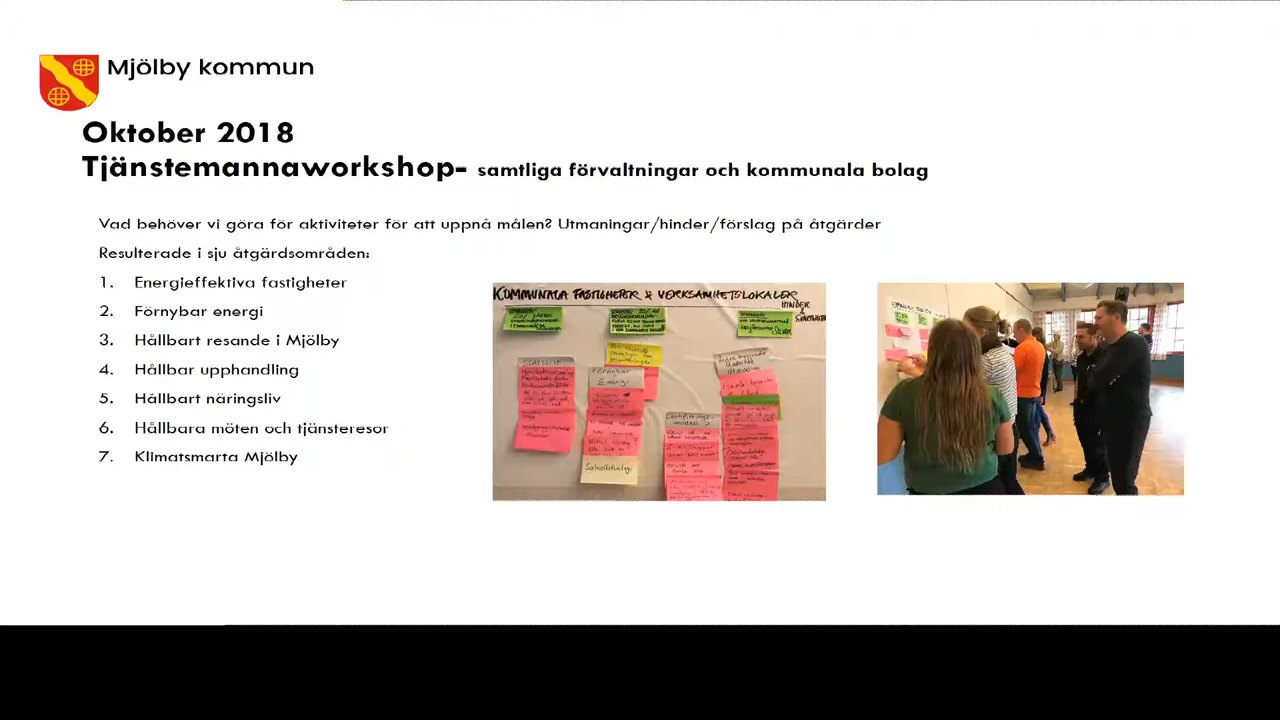 Mjölby kommun
Oktober 2018
Tjänstemannaworkshop- samtliga förvaltningar och kommunala bolag
Vad behöver vi göra för aktiviteter för att uppnå målen? Utmaningar/hinder/förslag på åtgärder
Resulterade i sju åtgärdsområden:
1. Energieffektiva fastigheter
2. Förnybar energi
3. Hållbart resande i Mjölby
4. Hållbar upphandling
5. Hållbart näringsliv
6. Hållbara möten och tjänsteresor
7. Klimatsmarta Mjölby
KOMMUNALA FASTIGHETER & VERKSAMHETSLOKALER
HINDER